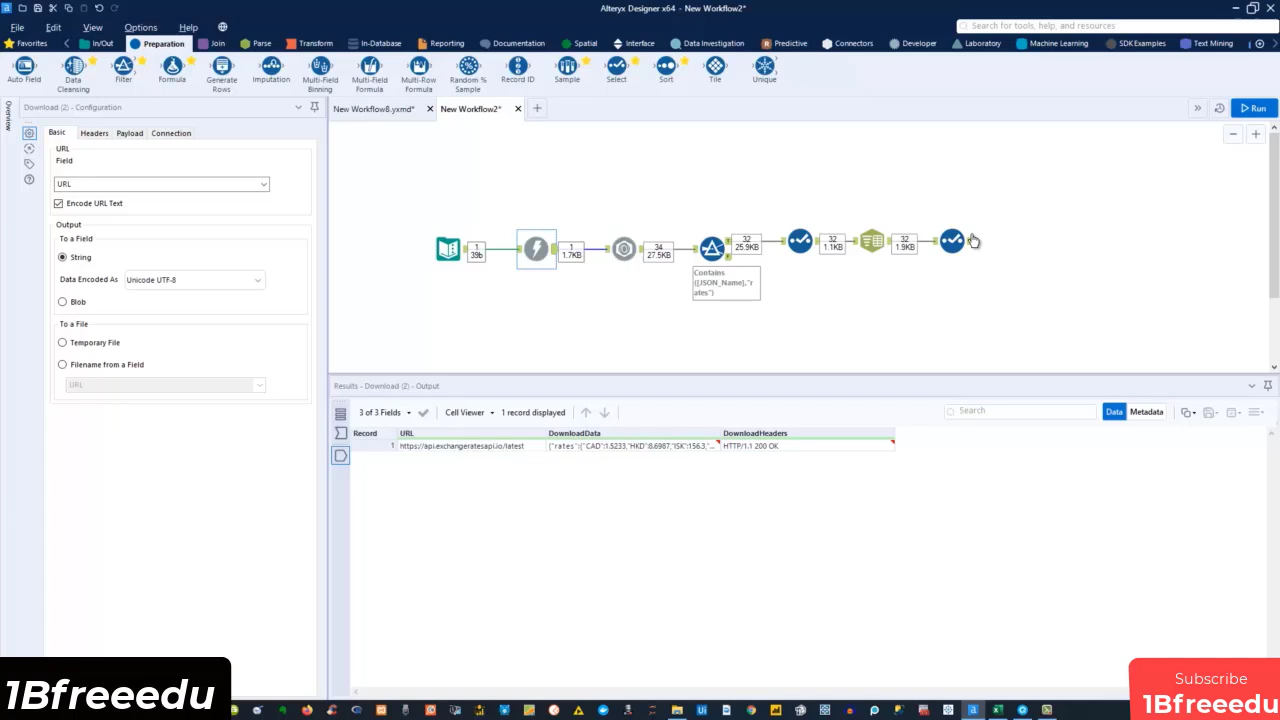 Alteryx Designer x64 - New Workflow2*
File Edit View Options Help
Search for tools, help, and resources
Favorites In/Out Preparation Join Parse Transform In-Database Reporting Documentation Spatial Interface Data Investigation Predictive Connectors Developer Laboratory Machine Learning SDK Examples Text Mining
Auto Field Data Cleansing Filter Formula Generate Rows Imputation Multi-Field Binning Multi-Field Formula Multi-Row Formula Random % Sample Record ID Sample Select Sort Tile Unique
Overview
Download (2) - Configuration
New Workflow8.yxmd*
New Workflow2*
Run
Basic Headers Payload Connection
URL
Field
URL
Encode URL Text
Output
To a Field
String
Data Encoded As Unicode UTF-8
Blob
To a File
Temporary File
Filename from a Field
URL
1
39b
1
1.7KB
34
27.5KB
32
25.9KB
32
1.1KB
32
1.9KB
Contains
([JSON_Name],"r
ates")
Results - Download (2) - Output
3 of 3 Fields Cell Viewer 1 record displayed Search Data Metadata
Record URL DownloadData DownloadHeaders
1 https://api.exchangeratesapi.io/latest {"rates":{"CAD":1.5233,"HKD":8.6987,"ISK":156.3,"... HTTP/1.1 200 OK
1Bfreeedu
Subscribe
1Bfreeedu